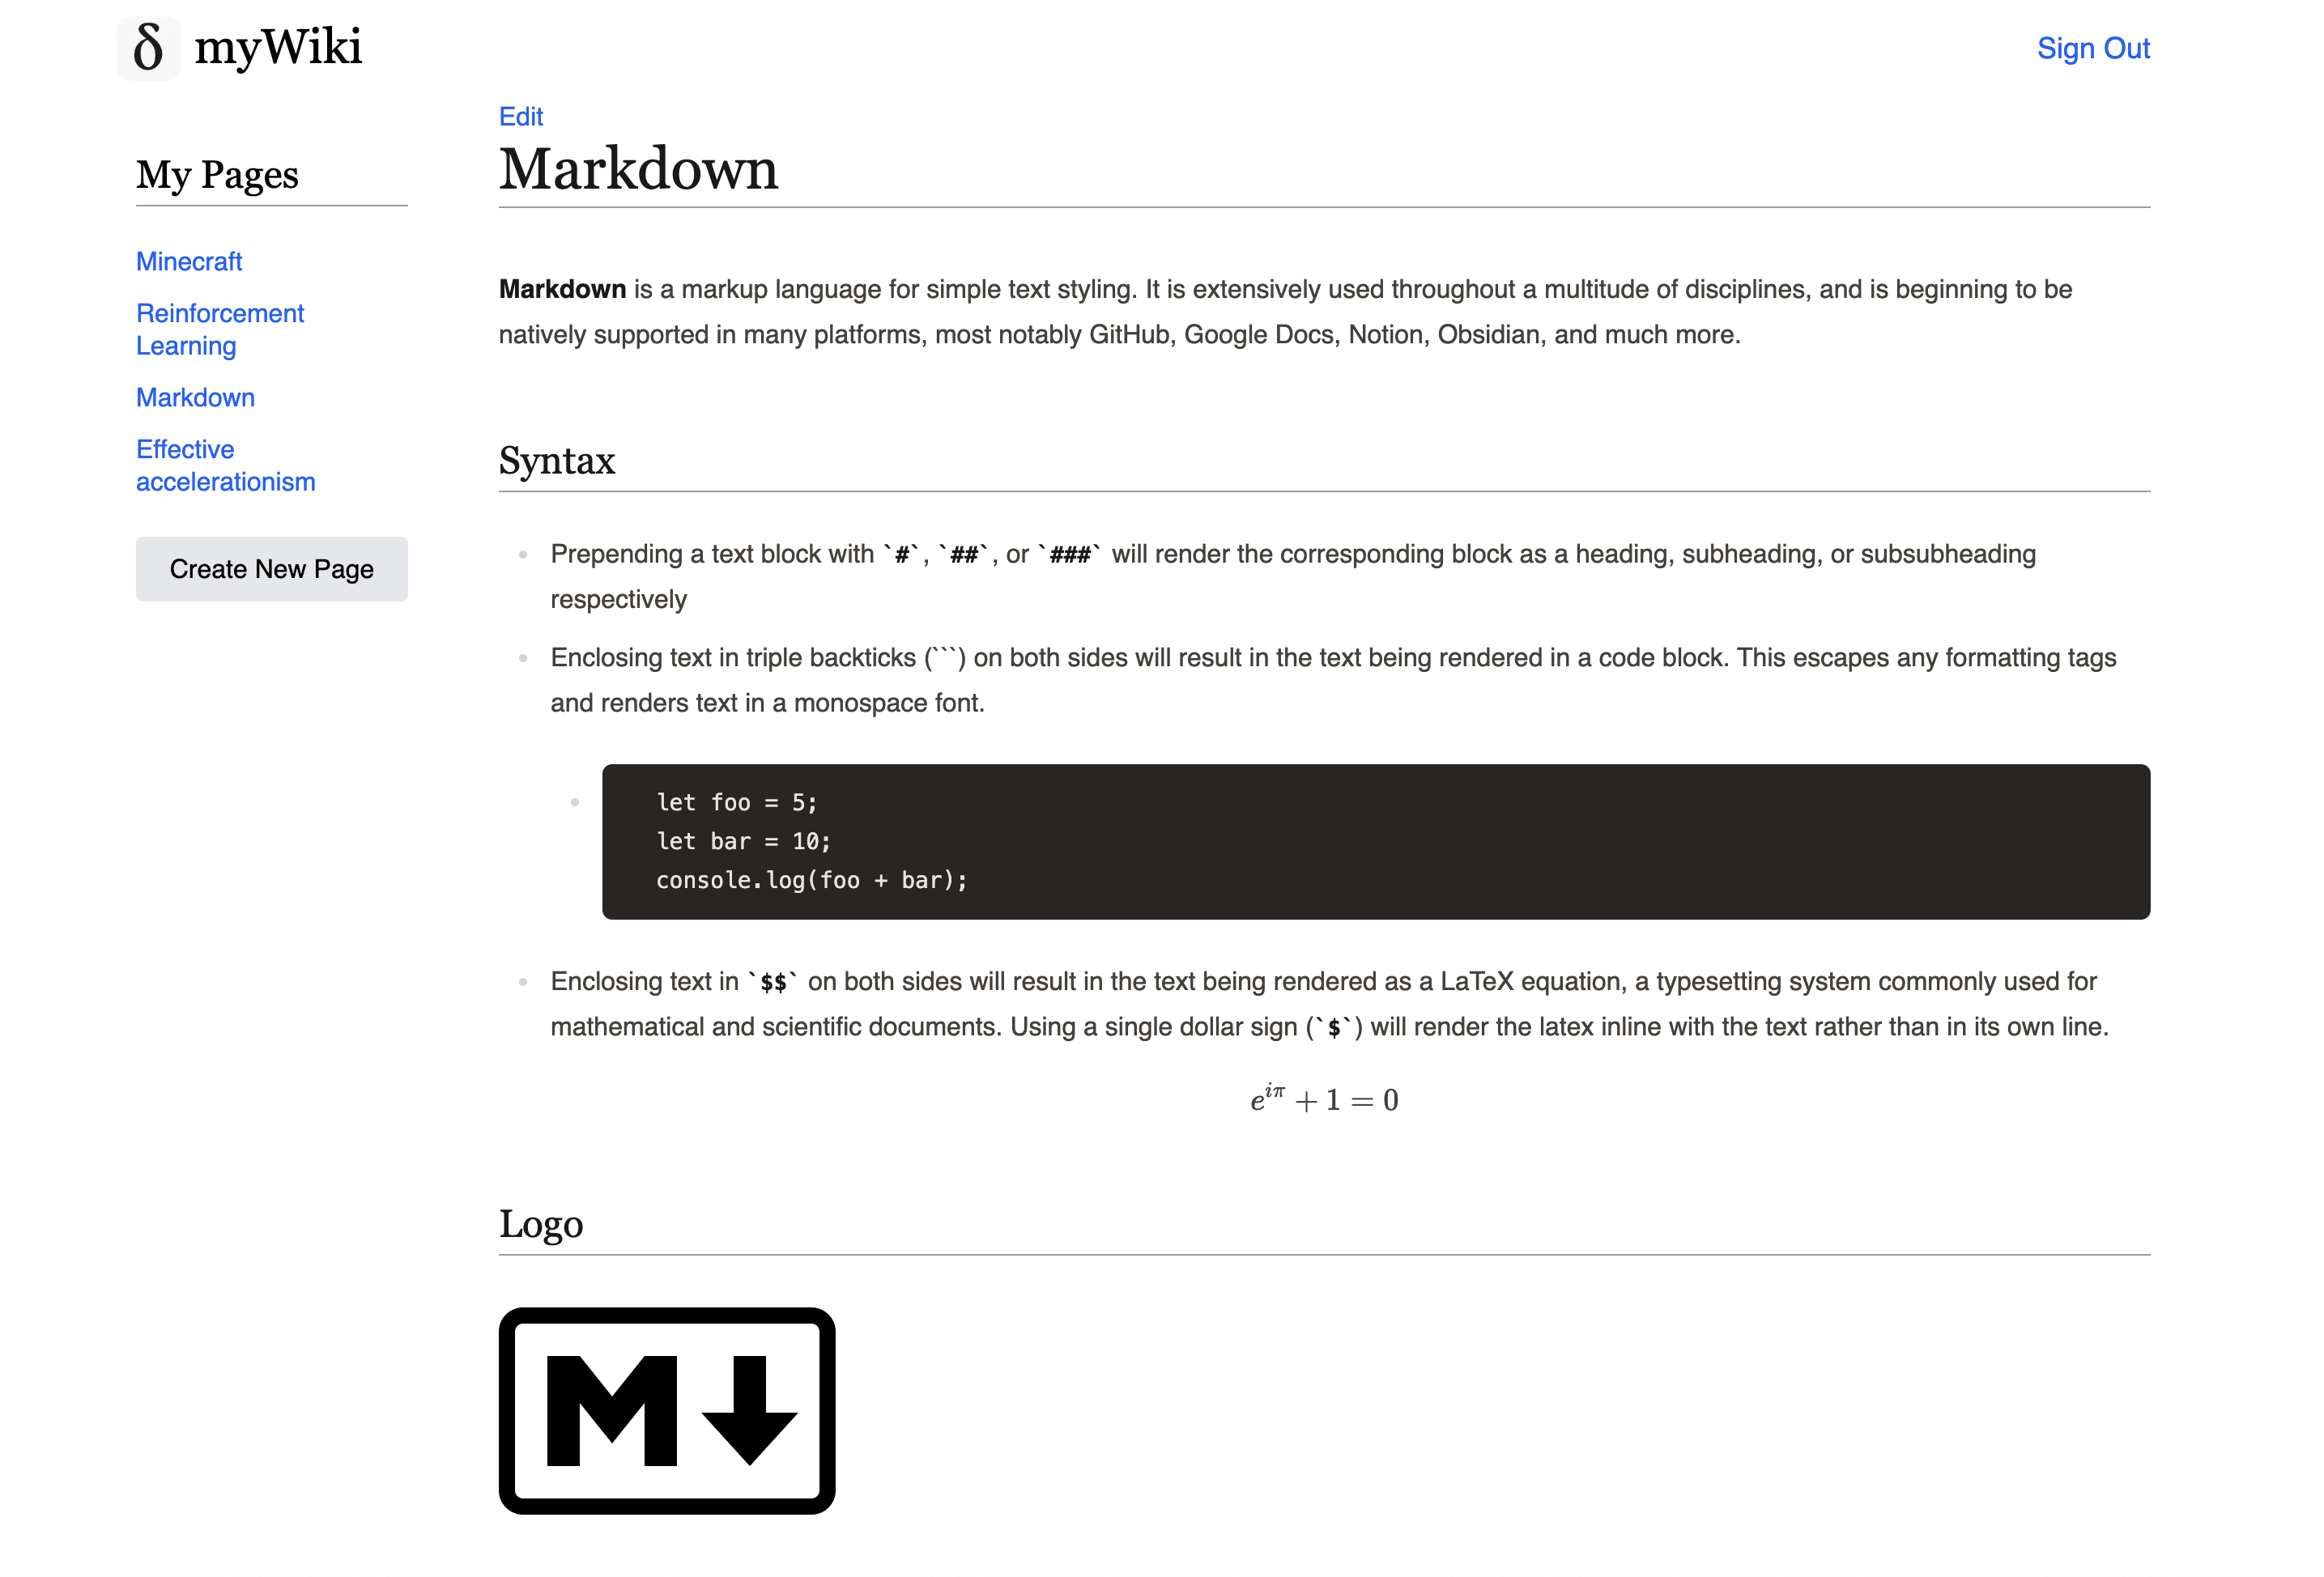 δ myWiki
Sign Out
My Pages
Minecraft
Reinforcement
Learning
Markdown
Effective
accelerationism
Create New Page
Edit
Markdown
Markdown is a markup language for simple text styling. It is extensively used throughout a multitude of disciplines, and is beginning to be
natively supported in many platforms, most notably GitHub, Google Docs, Notion, Obsidian, and much more.
Syntax
• Prepending a text block with `#`, `##`, or `###` will render the corresponding block as a heading, subheading, or subsubheading
respectively
• Enclosing text in triple backticks (```) on both sides will result in the text being rendered in a code block. This escapes any formatting tags
and renders text in a monospace font.
• let foo = 5;
let bar = 10;
console.log(foo + bar);
• Enclosing text in `$$` on both sides will result in the text being rendered as a LaTeX equation, a typesetting system commonly used for
mathematical and scientific documents. Using a single dollar sign (`$`) will render the latex inline with the text rather than in its own line.
e^{iπ} + 1 = 0
Logo
M